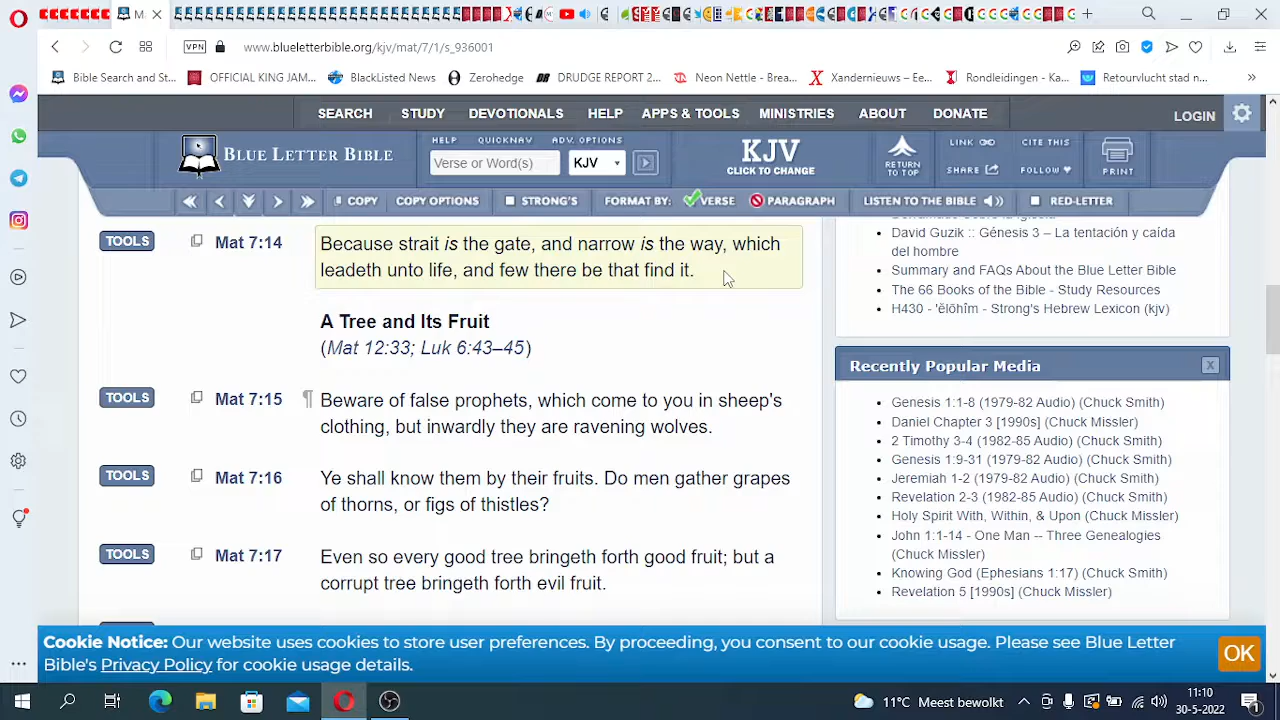 M
www.blueletterbible.org/kjv/mat/7/1/s_936001
VPN
Bible Search and St...
OFFICIAL KING JAM...
BlackListed News
Zerohedge
DRUDGE REPORT 2...
Neon Nettle - Brea...
Xandernieuws – Ee...
Rondleidingen - Ka...
Retourvlucht stad n...
»
SEARCH STUDY DEVOTIONALS HELP APPS & TOOLS MINISTRIES ABOUT DONATE
LOGIN
BLUE LETTER BIBLE
HELP QUICKNAV ADV. OPTIONS
Verse or Word(s)
KJV
KJV
CLICK TO CHANGE
RETURN
TO TOP
LINK
CITE THIS
SHARE
FOLLOW
PRINT
COPY COPY OPTIONS STRONG'S FORMAT BY: VERSE PARAGRAPH LISTEN TO THE BIBLE RED-LETTER
TOOLS
Mat 7:14
Because strait is the gate, and narrow is the way, which
leadeth unto life, and few there be that find it.
A Tree and Its Fruit
(Mat 12:33; Luk 6:43–45)
TOOLS
Mat 7:15
¶ Beware of false prophets, which come to you in sheep's
clothing, but inwardly they are ravening wolves.
TOOLS
Mat 7:16
Ye shall know them by their fruits. Do men gather grapes
of thorns, or figs of thistles?
TOOLS
Mat 7:17
Even so every good tree bringeth forth good fruit; but a
corrupt tree bringeth forth evil fruit.
David Guzik :: Génesis 3 – La tentación y caída
del hombre
Summary and FAQs About the Blue Letter Bible
The 66 Books of the Bible - Study Resources
H430 - 'ĕlōhîm - Strong's Hebrew Lexicon (kjv)
Recently Popular Media
X
Genesis 1:1-8 (1979-82 Audio) (Chuck Smith)
Daniel Chapter 3 [1990s] (Chuck Missler)
2 Timothy 3-4 (1982-85 Audio) (Chuck Smith)
Genesis 1:9-31 (1979-82 Audio) (Chuck Smith)
Jeremiah 1-2 (1979-82 Audio) (Chuck Smith)
Revelation 2-3 (1982-85 Audio) (Chuck Smith)
Holy Spirit With, Within, & Upon (Chuck Missler)
John 1:1-14 - One Man -- Three Genealogies
(Chuck Missler)
Knowing God (Ephesians 1:17) (Chuck Smith)
Revelation 5 [1990s] (Chuck Missler)
Cookie Notice: Our website uses cookies to store user preferences. By proceeding, you consent to our cookie usage. Please see Blue Letter
Bible's Privacy Policy for cookie usage details.
OK
11°C Meest bewolkt
11:10
30-5-2022
1